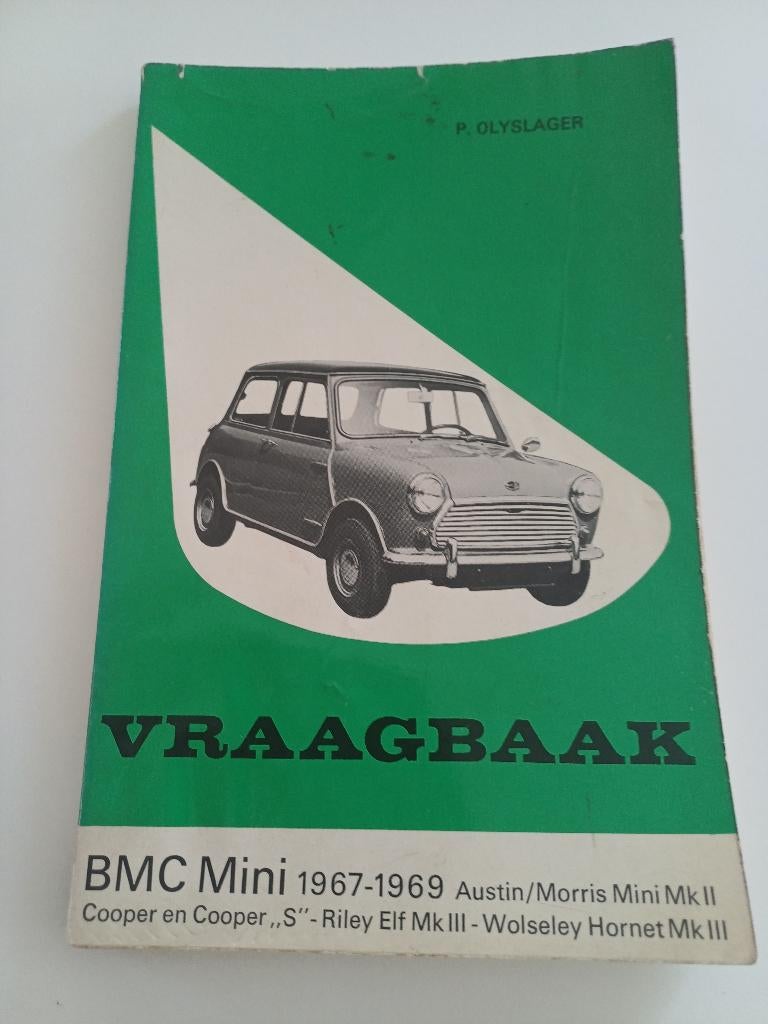 P. OLYSLAGER
VRAAGBAAK
BMC Mini 1967-1969 Austin/Morris Mini Mk II
Cooper en Cooper „S"-Riley Elf Mk III - Wolseley Hornet Mk III